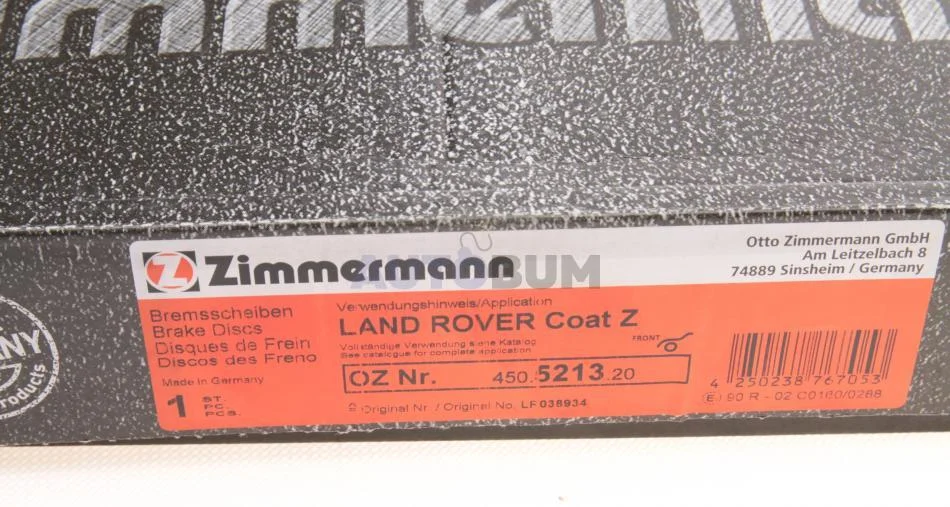 Zimmermann
Otto Zimmermann GmbH
Am Leitzelbach 8
74889 Sinsheim / Germany
AUTOBUM
Bremsscheiben
Brake Discs
Disques de Frein
Discos des Freno
Made in Germany
1 ST.
PC.
PCS.
Verwendungshinweis/Application
LAND ROVER Coat Z
Vollständige Verwendung siehe Katalog
See catalogue for complete application
FRONT
OZ Nr. 450.5213.20
Original Nr. / Original No. LR038934
4 250238 767053
E1 90 R - 02 C0160/0288
products